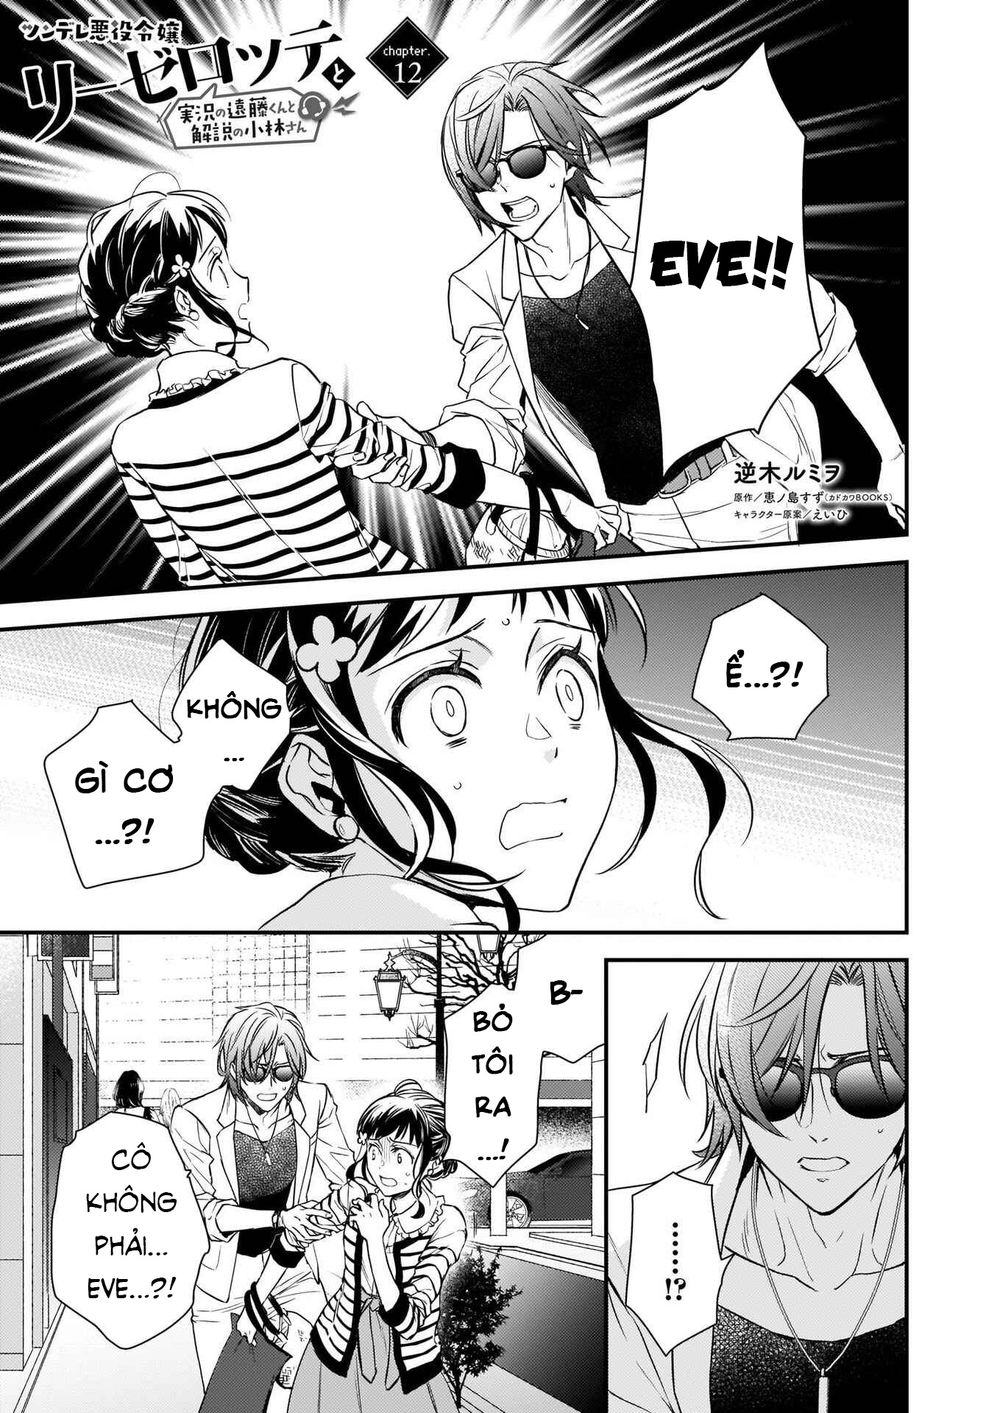 ツンデレ悪役令嬢
リーゼロッテと
実況の遠藤くんと
解説の小林さん
chapter.
12
EVE!!
逆木ルミヲ
原作/恵ノ島すず(カドカワBOOKS)
キャラクター原案/えいひ
Ể...?!
KHÔNG
...
GÌ CƠ
...?!
......!?
B-
BỎ
TÔI
RA
...!
CÔ
KHÔNG
PHẢI...
EVE...?!